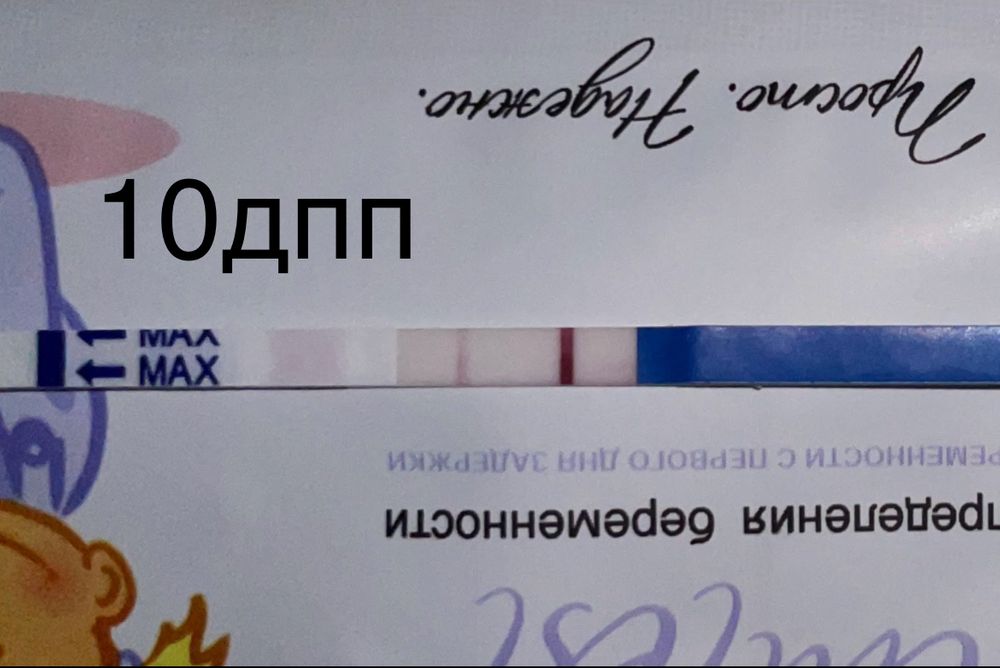 Просто. Надежно.
10дпп
MAX
MAX
РЕМЕННОСТИ С ПЕРВОГО ДНЯ ЗАДЕРЖКИ
пределения беременности